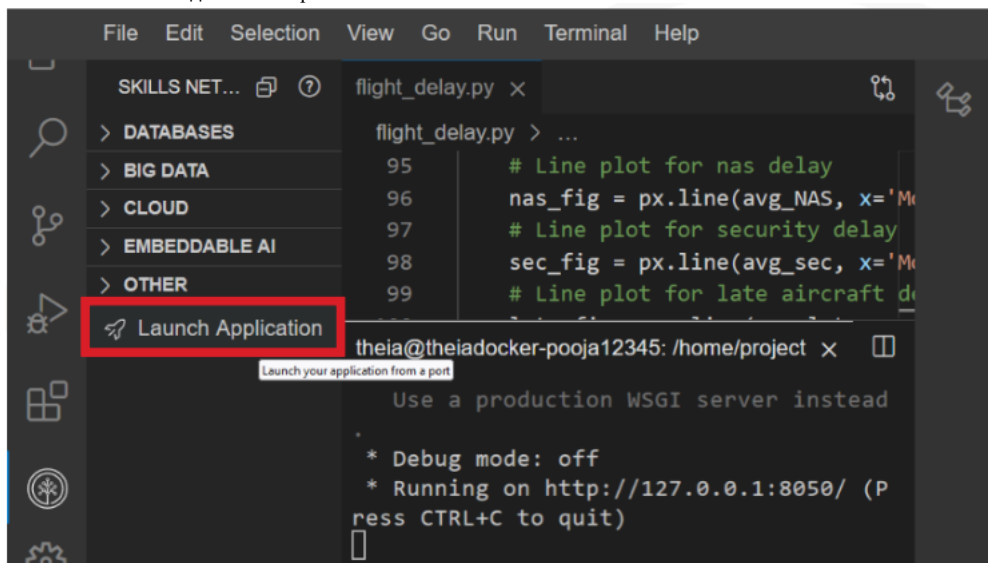 File Edit Selection View Go Run Terminal Help
SKILLS NET...
flight_delay.py
DATABASES
BIG DATA
CLOUD
EMBEDDABLE AI
OTHER
Launch Application
Launch your application from a port
flight_delay.py > ...
95 # Line plot for nas delay
96 nas_fig = px.line(avg_NAS, x='Mo
97 # Line plot for security delay
98 sec_fig = px.line(avg_sec, x='Mo
99 # Line plot for late aircraft de
theia@theiadocker-pooja12345: /home/project
Use a production WSGI server instead
.
* Debug mode: off
* Running on http://127.0.0.1:8050/ (P
ress CTRL+C to quit)